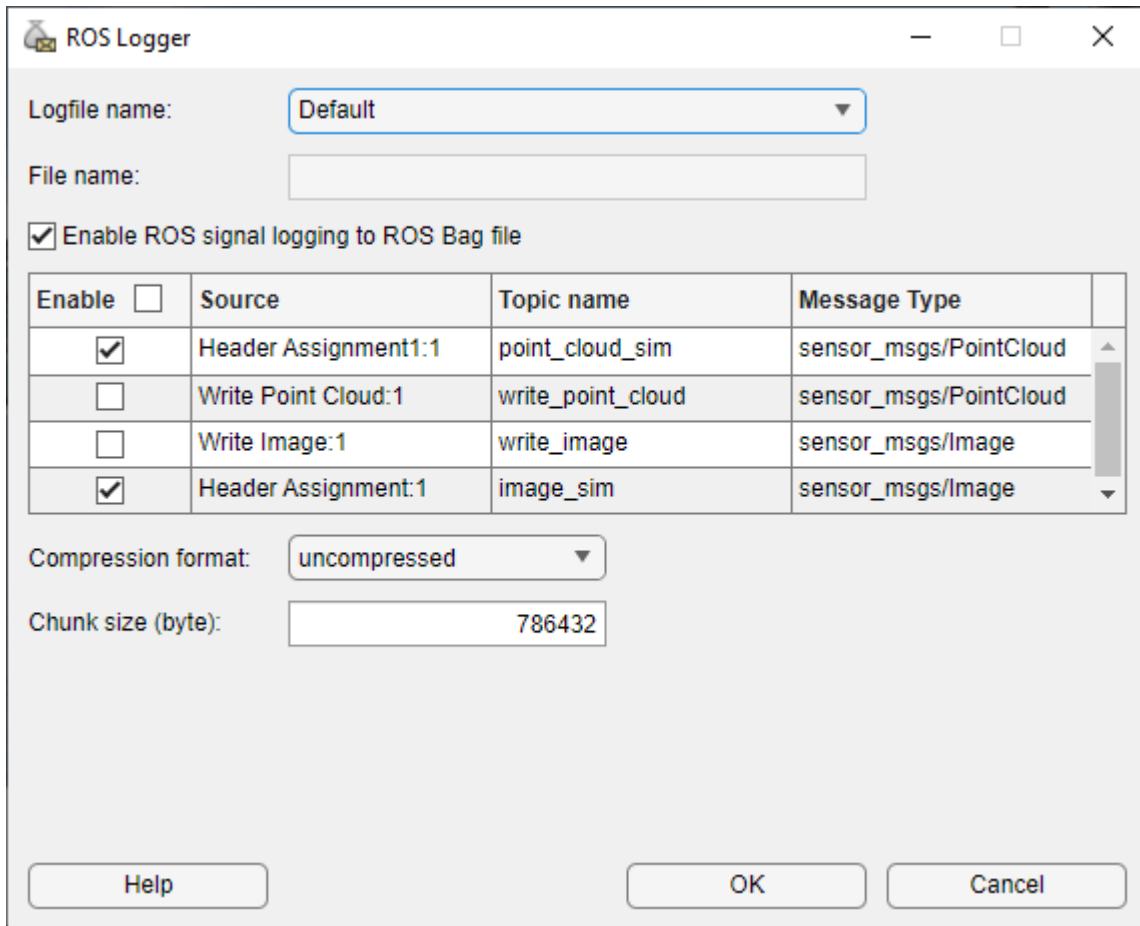 ROS Logger
Logfile name: Default
File name:
Enable ROS signal logging to ROS Bag file
Enable Source Topic name Message Type
Header Assignment1:1 point_cloud_sim sensor_msgs/PointCloud
Write Point Cloud:1 write_point_cloud sensor_msgs/PointCloud
Write Image:1 write_image sensor_msgs/Image
Header Assignment:1 image_sim sensor_msgs/Image
Compression format: uncompressed
Chunk size (byte): 786432
Help OK Cancel